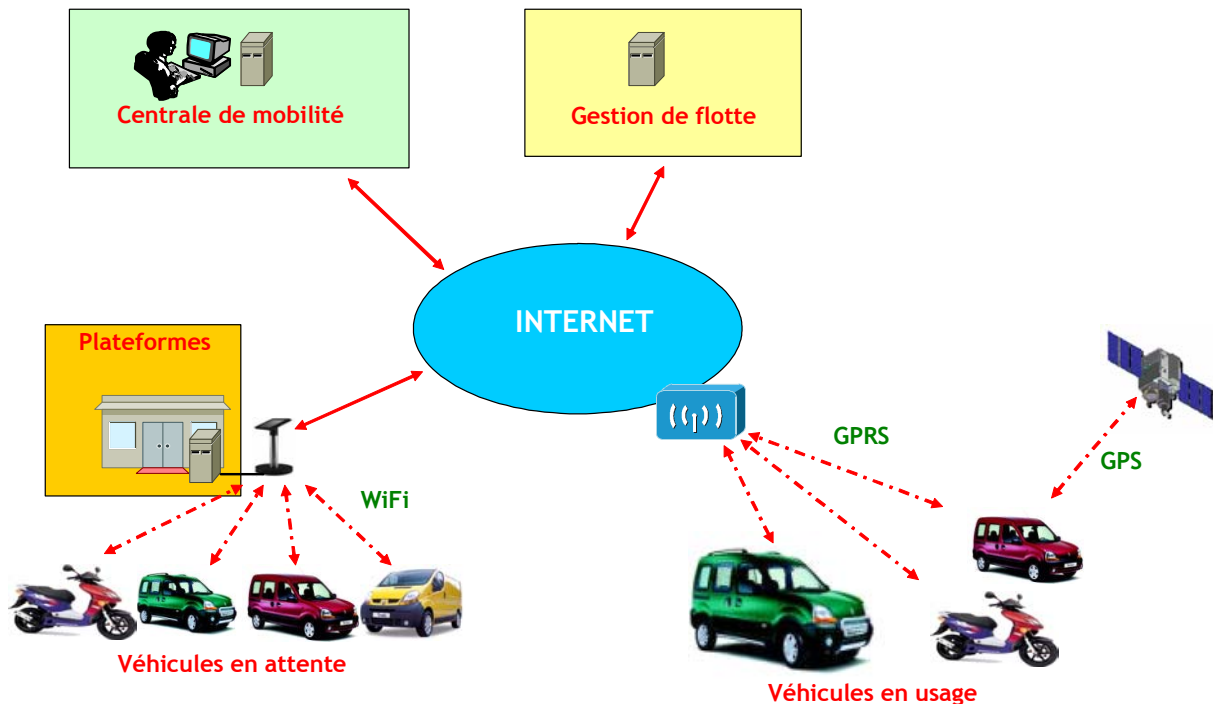 Centrale de mobilité
Gestion de flotte
INTERNET
Plateformes
WiFi
GPRS
GPS
Véhicules en attente
Véhicules en usage